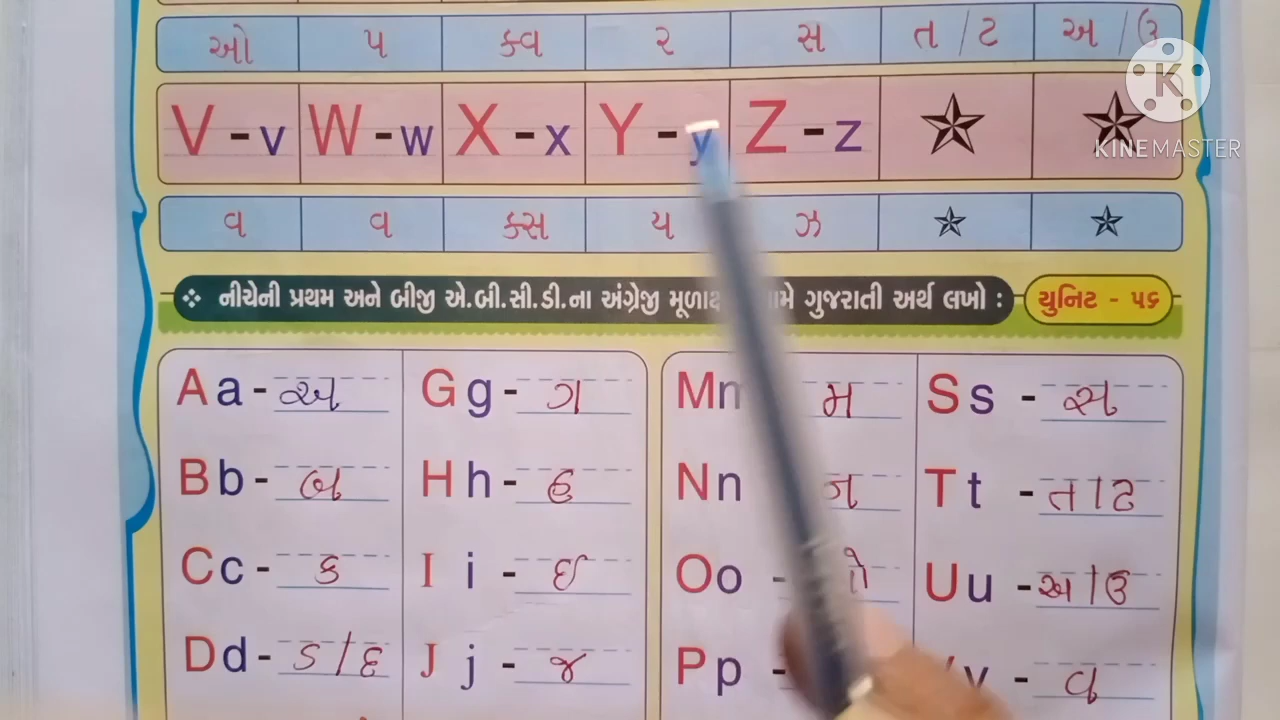 ઓ પ ક્વ ર સ ત / ટ અ / ઉ
V - v W - w X - x Y - y Z - z
વ વ ક્સ ય ઝ
KINEMASTER
નીચેની પ્રથમ અને બીજી એ.બી.સી.ડી.ના અંગ્રેજી ગુજરાતી અર્થ લખો : યુનિટ - ૫૬
A a - અ G g - ગ M મ S s - સ
B b - બ H h - હ N n ન T t - ત / ટ
C c - ક I i - ઈ O o - U u - અ / ઉ
D d - ડ / દ J j - જ P p - v - વ